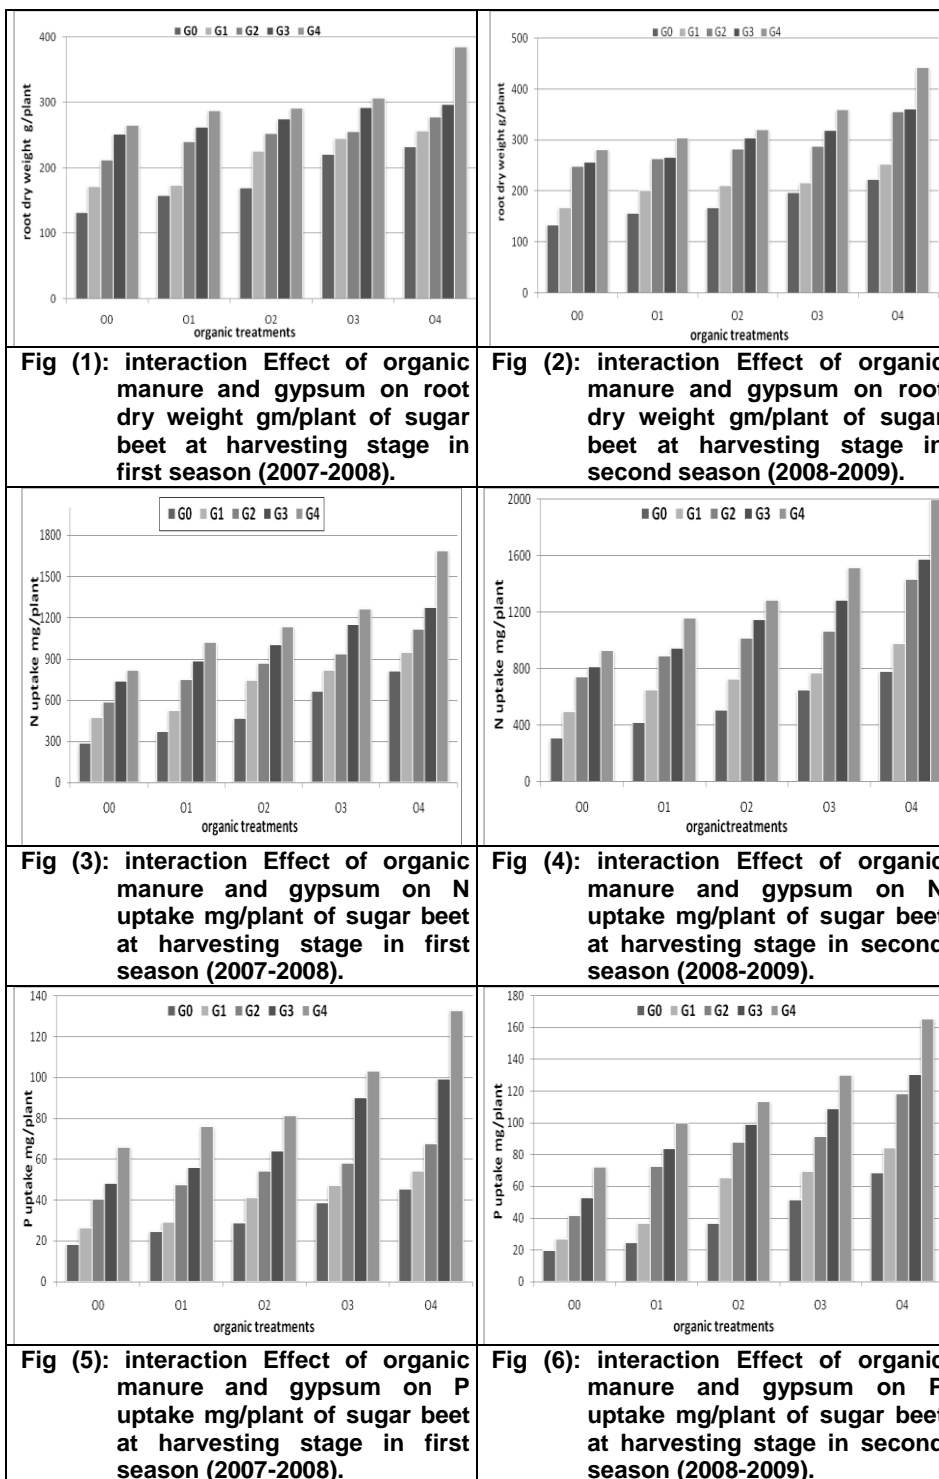 G0 G1 G2 G3 G4
400
300
200
100
0
root dry weight g/plant
O0 O1 O2 O3 O4
organic treatments
Fig (1): interaction Effect of organic
manure and gypsum on root
dry weight gm/plant of sugar
beet at harvesting stage in
first season (2007-2008).
G0 G1 G2 G3 G4
500
400
300
200
100
0
root dry weight g/plant
O0 O1 O2 O3 O4
organic treatments
Fig (2): interaction Effect of organic
manure and gypsum on root
dry weight gm/plant of sugar
beet at harvesting stage in
second season (2008-2009).
G0 G1 G2 G3 G4
1800
1500
1200
900
600
300
0
N uptake mg/plant
O0 O1 O2 O3 O4
organic treatments
Fig (3): interaction Effect of organic
manure and gypsum on N
uptake mg/plant of sugar beet
at harvesting stage in first
season (2007-2008).
G0 G1 G2 G3 G4
2000
1600
1200
800
400
0
N uptake mg/plant
O0 O1 O2 O3 O4
organictreatments
Fig (4): interaction Effect of organic
manure and gypsum on N
uptake mg/plant of sugar beet
at harvesting stage in second
season (2008-2009).
G0 G1 G2 G3 G4
140
120
100
80
60
40
20
0
P uptake mg/plant
O0 O1 O2 O3 O4
organic treatments
Fig (5): interaction Effect of organic
manure and gypsum on P
uptake mg/plant of sugar beet
at harvesting stage in first
season (2007-2008).
G0 G1 G2 G3 G4
180
160
140
120
100
80
60
40
20
0
P uptake mg/plant
O0 O1 O2 O3 O4
organic treatments
Fig (6): interaction Effect of organic
manure and gypsum on P
uptake mg/plant of sugar beet
at harvesting stage in second
season (2008-2009).